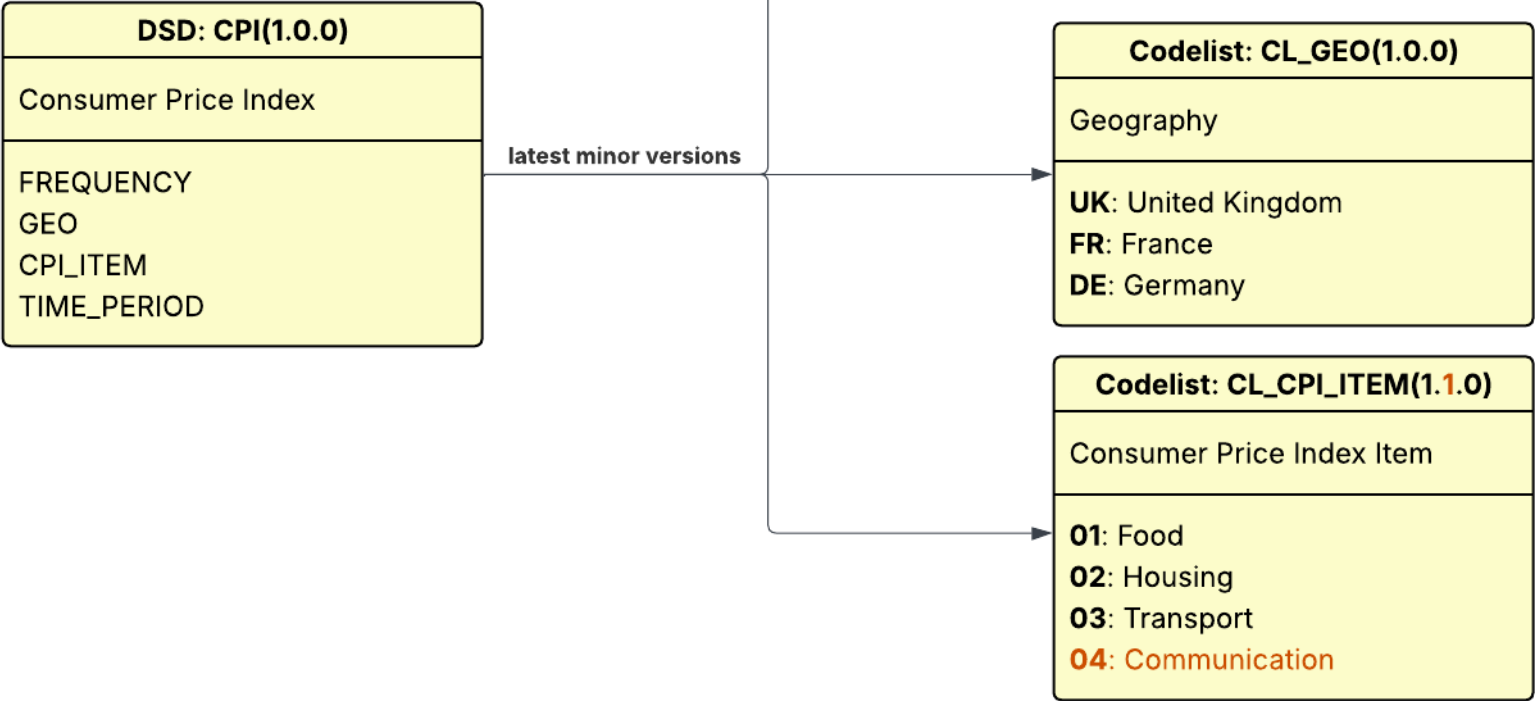 DSD: CPI(1.0.0)
Consumer Price Index
FREQUENCY
GEO
CPI_ITEM
TIME_PERIOD
latest minor versions
Codelist: CL_GEO(1.0.0)
Geography
UK: United Kingdom
FR: France
DE: Germany
Codelist: CL_CPI_ITEM(1.1.0)
Consumer Price Index Item
01: Food
02: Housing
03: Transport
04: Communication